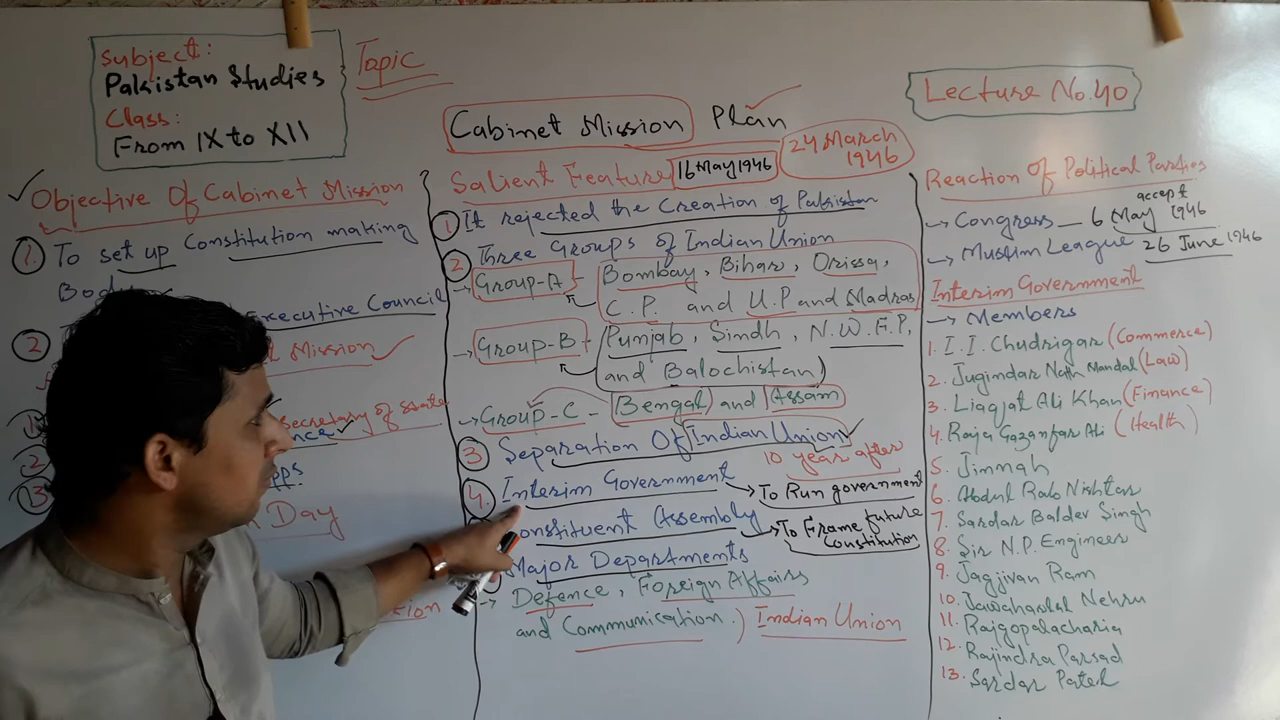 Subject:
Pakistan Studies
Class:
From IX to XII
Topic
Cabinet Mission Plan
Lecture No.40
Objective Of Cabinet Mission
1. To set up Constitution making
Body
2
Executive Council
Mission
Secretary of state
Day
Salient Feature 16 May 1946
24 March
1946
1 It rejected the Creation of Pakistan
2 Three Groups of Indian Union
→ Group-A Bombay, Bihar, Orissa,
C.P. and U.P and Madras
→ Group-B (Punjab, Sindh, N.W.F.P,
and Balochistan)
→ Group-C - (Bengal) and Assam
3 Separation Of Indian Union
10 year after
4. Interim Government → To Run government
onstituent Assembly → To Frame future
constitution
Major Departments
→ Defence, Foreign Affairs
and Communication.) Indian Union
Reaction of Political Parties
→ Congress — 6 May 1946
accept
→ Muslim League 26 June 1946
Interim Government
→ Members
1. I.I. Chudrigar (Commerce)
2. Jugindar Nath Mandal (Law)
3. Liaqjat Ali Khan (Finance)
4. Raja Gazanfar Ali (Health)
5. Jinnah
6. Abdul Rab Nishtar
7. Sardar Baldev Singh
8. Sir N.P. Engineer
9. Jagjivan Ram
10. Jawaharlal Nehru
11. Rajgopalacharia
12. Rajindra Parsad
13. Sardar Patel